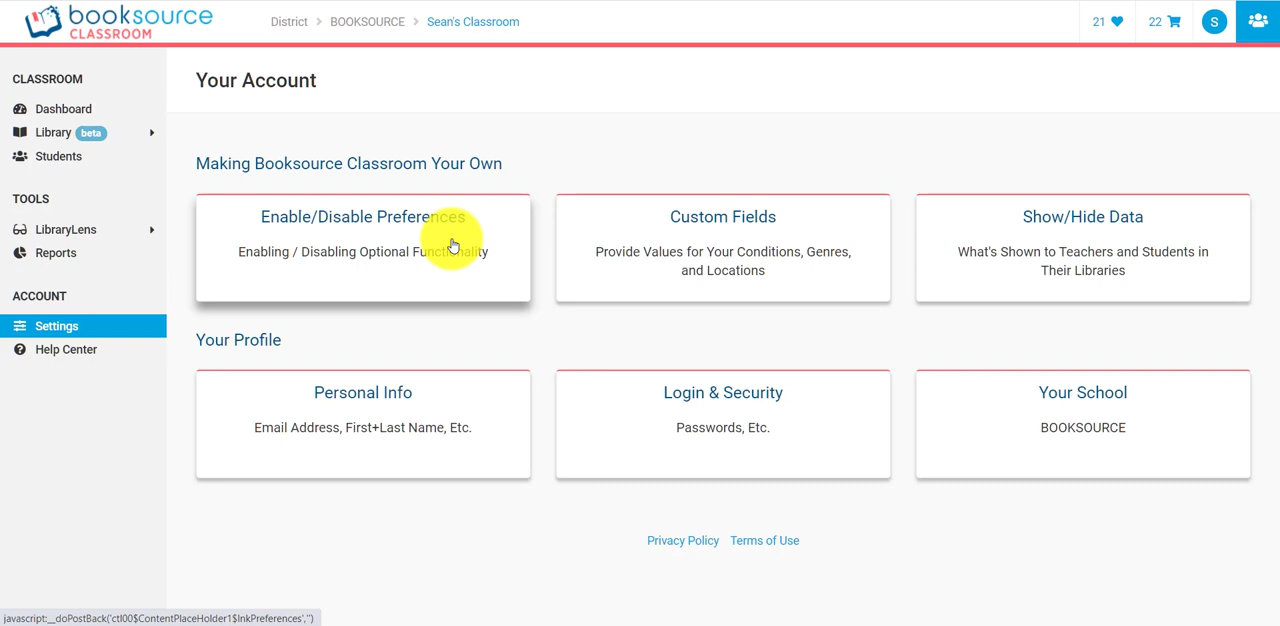 booksource
CLASSROOM
District > BOOKSOURCE > Sean's Classroom
21
22
S
CLASSROOM
Dashboard
Library beta
Students
TOOLS
LibraryLens
Reports
ACCOUNT
Settings
Help Center
Your Account
Making Booksource Classroom Your Own
Enable/Disable Preferences
Enabling / Disabling Optional Functionality
Custom Fields
Provide Values for Your Conditions, Genres,
and Locations
Show/Hide Data
What's Shown to Teachers and Students in
Their Libraries
Your Profile
Personal Info
Email Address, First+Last Name, Etc.
Login & Security
Passwords, Etc.
Your School
BOOKSOURCE
Privacy Policy Terms of Use
javascript:__doPostBack('ctl00$ContentPlaceHolder1$lnkPreferences','')